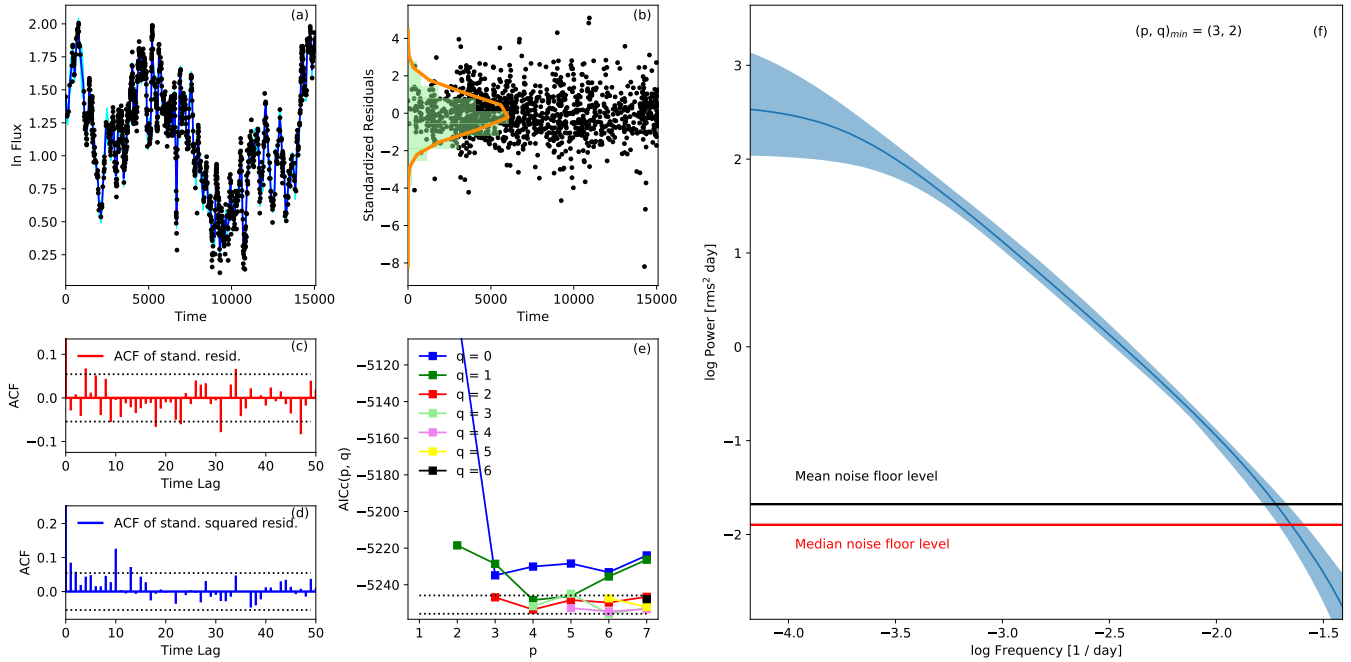 (a)
ln Flux
2.00
1.75
1.50
1.25
1.00
0.75
0.50
0.25
0
5000
10000
15000
Time
(b)
Standardized Residuals
4
2
0
−2
−4
−6
−8
0
5000
10000
15000
Time
(c)
ACF of stand. resid.
ACF
0.1
0.0
−0.1
0
10
20
30
40
50
Time Lag
(d)
ACF of stand. squared resid.
ACF
0.2
0.1
0.0
0
10
20
30
40
50
Time Lag
(e)
q = 0
q = 1
q = 2
q = 3
q = 4
q = 5
q = 6
AICc(p, q)
−5120
−5140
−5160
−5180
−5200
−5220
−5240
1
2
3
4
5
6
7
p
(p, q)min = (3, 2)
(f)
log Power [rms² day]
3
2
1
0
−1
−2
Mean noise floor level
Median noise floor level
−4.0
−3.5
−3.0
−2.5
−2.0
−1.5
log Frequency [1 / day]